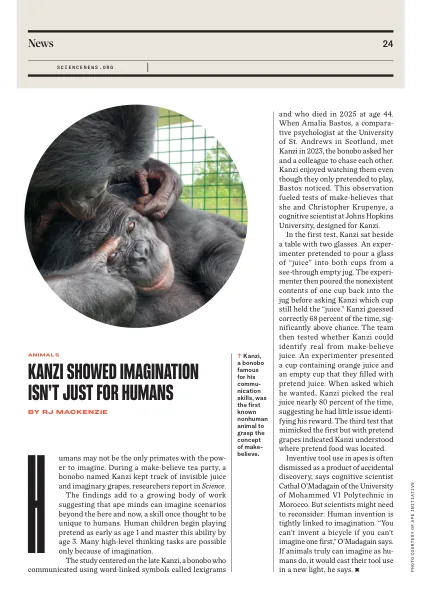 News
24
SCIENCENEWS.ORG
ANIMALS
KANZI SHOWED IMAGINATION
ISN'T JUST FOR HUMANS
BY RJ MACKENZIE
Humans may not be the only primates with the pow-
er to imagine. During a make-believe tea party, a
bonobo named Kanzi kept track of invisible juice
and imaginary grapes, researchers report in Science.
The findings add to a growing body of work
suggesting that ape minds can imagine scenarios
beyond the here and now, a skill once thought to be
unique to humans. Human children begin playing
pretend as early as age 1 and master this ability by
age 3. Many high-level thinking tasks are possible
only because of imagination.
The study centered on the late Kanzi, a bonobo who
communicated using word-linked symbols called lexigrams
↑ Kanzi,
a bonobo
famous
for his
commu-
nication
skills, was
the first
known
nonhuman
animal to
grasp the
concept
of make-
believe.
and who died in 2025 at age 44.
When Amalia Bastos, a compara-
tive psychologist at the University
of St. Andrews in Scotland, met
Kanzi in 2023, the bonobo asked her
and a colleague to chase each other.
Kanzi enjoyed watching them even
though they only pretended to play,
Bastos noticed. This observation
fueled tests of make-believes that
she and Christopher Krupenye, a
cognitive scientist at Johns Hopkins
University, designed for Kanzi.
In the first test, Kanzi sat beside
a table with two glasses. An exper-
imenter pretended to pour a glass
of "juice" into both cups from a
see-through empty jug. The experi-
menter then poured the nonexistent
contents of one cup back into the
jug before asking Kanzi which cup
still held the "juice." Kanzi guessed
correctly 68 percent of the time, sig-
nificantly above chance. The team
then tested whether Kanzi could
identify real from make-believe
juice. An experimenter presented
a cup containing orange juice and
an empty cup that they filled with
pretend juice. When asked which
he wanted, Kanzi picked the real
juice nearly 80 percent of the time,
suggesting he had little issue identi-
fying his reward. The third test that
mimicked the first but with pretend
grapes indicated Kanzi understood
where pretend food was located.
Inventive tool use in apes is often
dismissed as a product of accidental
discovery, says cognitive scientist
Cathal O'Madagain of the University
of Mohammed VI Polytechnic in
Morocco. But scientists might need
to reconsider: Human invention is
tightly linked to imagination. "You
can't invent a bicycle if you can't
imagine one first," O'Madagain says.
If animals truly can imagine as hu-
mans do, it would cast their tool use
in a new light, he says. ✖
PHOTO COURTESY OF APE INITIATIVE